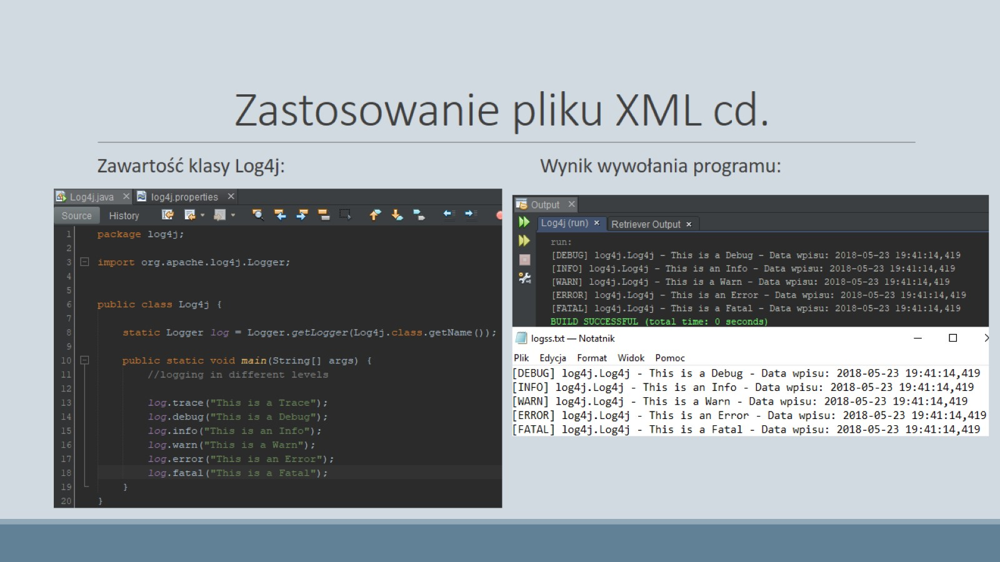 Zastosowanie pliku XML cd.
Zawartość klasy Log4j:
Log4j.java
log4j.properties
Source
History
1 package log4j;
2
3 import org.apache.log4j.Logger;
4
5
6 public class Log4j {
7
8 static Logger log = Logger.getLogger(Log4j.class.getName());
9
10 public static void main(String[] args) {
11 //logging in different levels
12
13 log.trace("This is a Trace");
14 log.debug("This is a Debug");
15 log.info("This is an Info");
16 log.warn("This is a Warn");
17 log.error("This is an Error");
18 log.fatal("This is a Fatal");
19 }
20 }
Wynik wywołania programu:
Output
Log4j (run)
Retriever Output
run:
[DEBUG] log4j.Log4j - This is a Debug - Data wpisu: 2018-05-23 19:41:14,419
[INFO] log4j.Log4j - This is an Info - Data wpisu: 2018-05-23 19:41:14,419
[WARN] log4j.Log4j - This is a Warn - Data wpisu: 2018-05-23 19:41:14,419
[ERROR] log4j.Log4j - This is an Error - Data wpisu: 2018-05-23 19:41:14,419
[FATAL] log4j.Log4j - This is a Fatal - Data wpisu: 2018-05-23 19:41:14,419
BUILD SUCCESSFUL (total time: 0 seconds)
logss.txt — Notatnik
Plik Edycja Format Widok Pomoc
[DEBUG] log4j.Log4j - This is a Debug - Data wpisu: 2018-05-23 19:41:14,419
[INFO] log4j.Log4j - This is an Info - Data wpisu: 2018-05-23 19:41:14,419
[WARN] log4j.Log4j - This is a Warn - Data wpisu: 2018-05-23 19:41:14,419
[ERROR] log4j.Log4j - This is an Error - Data wpisu: 2018-05-23 19:41:14,419
[FATAL] log4j.Log4j - This is a Fatal - Data wpisu: 2018-05-23 19:41:14,419